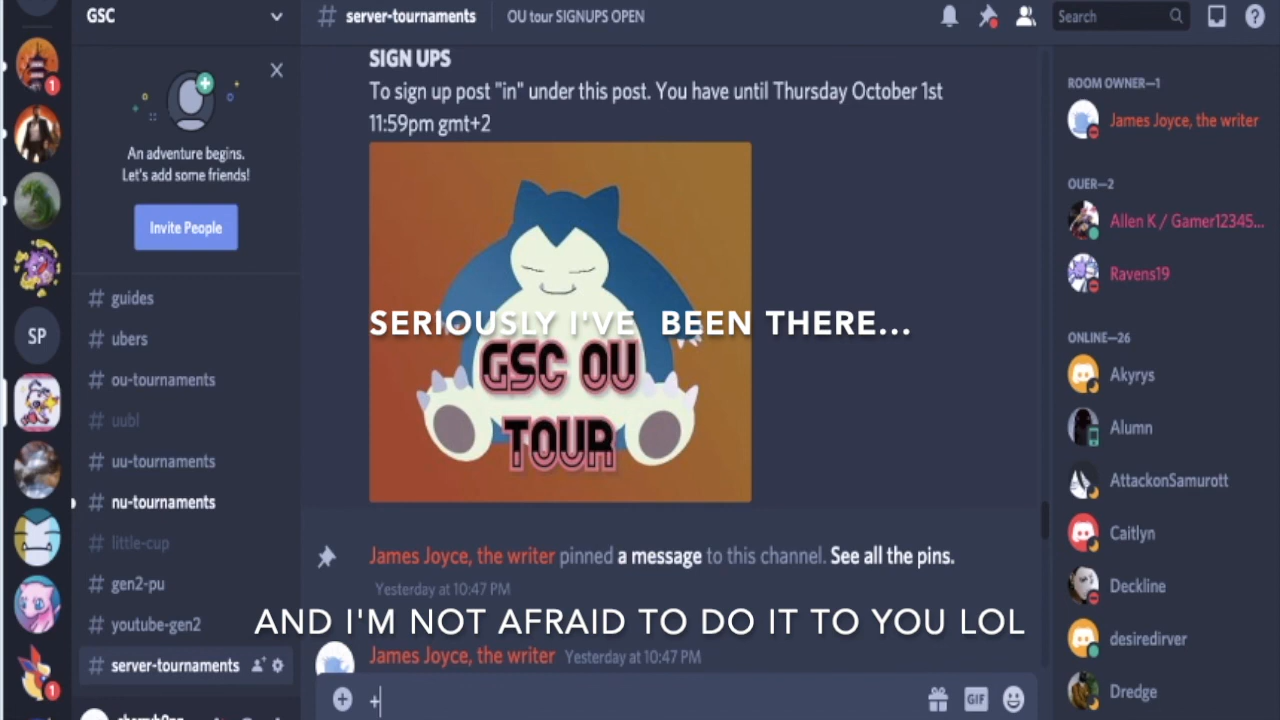 GSC
# server-tournaments
OU tour SIGNUPS OPEN
Search
1
An adventure begins.
Let's add some friends!
Invite People
# guides
# ubers
# ou-tournaments
# uubl
# uu-tournaments
# nu-tournaments
# little-cup
# gen2-pu
# youtube-gen2
# server-tournaments
SP
1
SIGN UPS
To sign up post "in" under this post. You have until Thursday October 1st
11:59pm gmt+2
SERIOUSLY I'VE BEEN THERE...
GSC OU
TOUR
James Joyce, the writer pinned a message to this channel. See all the pins.
Yesterday at 10:47 PM
AND I'M NOT AFRAID TO DO IT TO YOU LOL
James Joyce, the writer Yesterday at 10:47 PM
+
GIF
ROOM OWNER—1
James Joyce, the writer
OUER—2
Allen K / Gamer12345...
Ravens19
ONLINE—26
Akyrys
Alumn
AttackonSamurott
Caitlyn
Deckline
desiredirver
Dredge